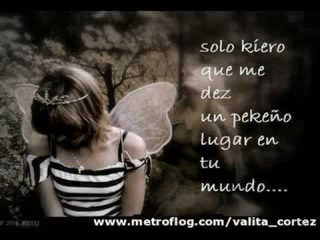 solo kiero
que me
dez
un pekeño
lugar en
tu
mundo....
www.metroflog.com/valita_cortez